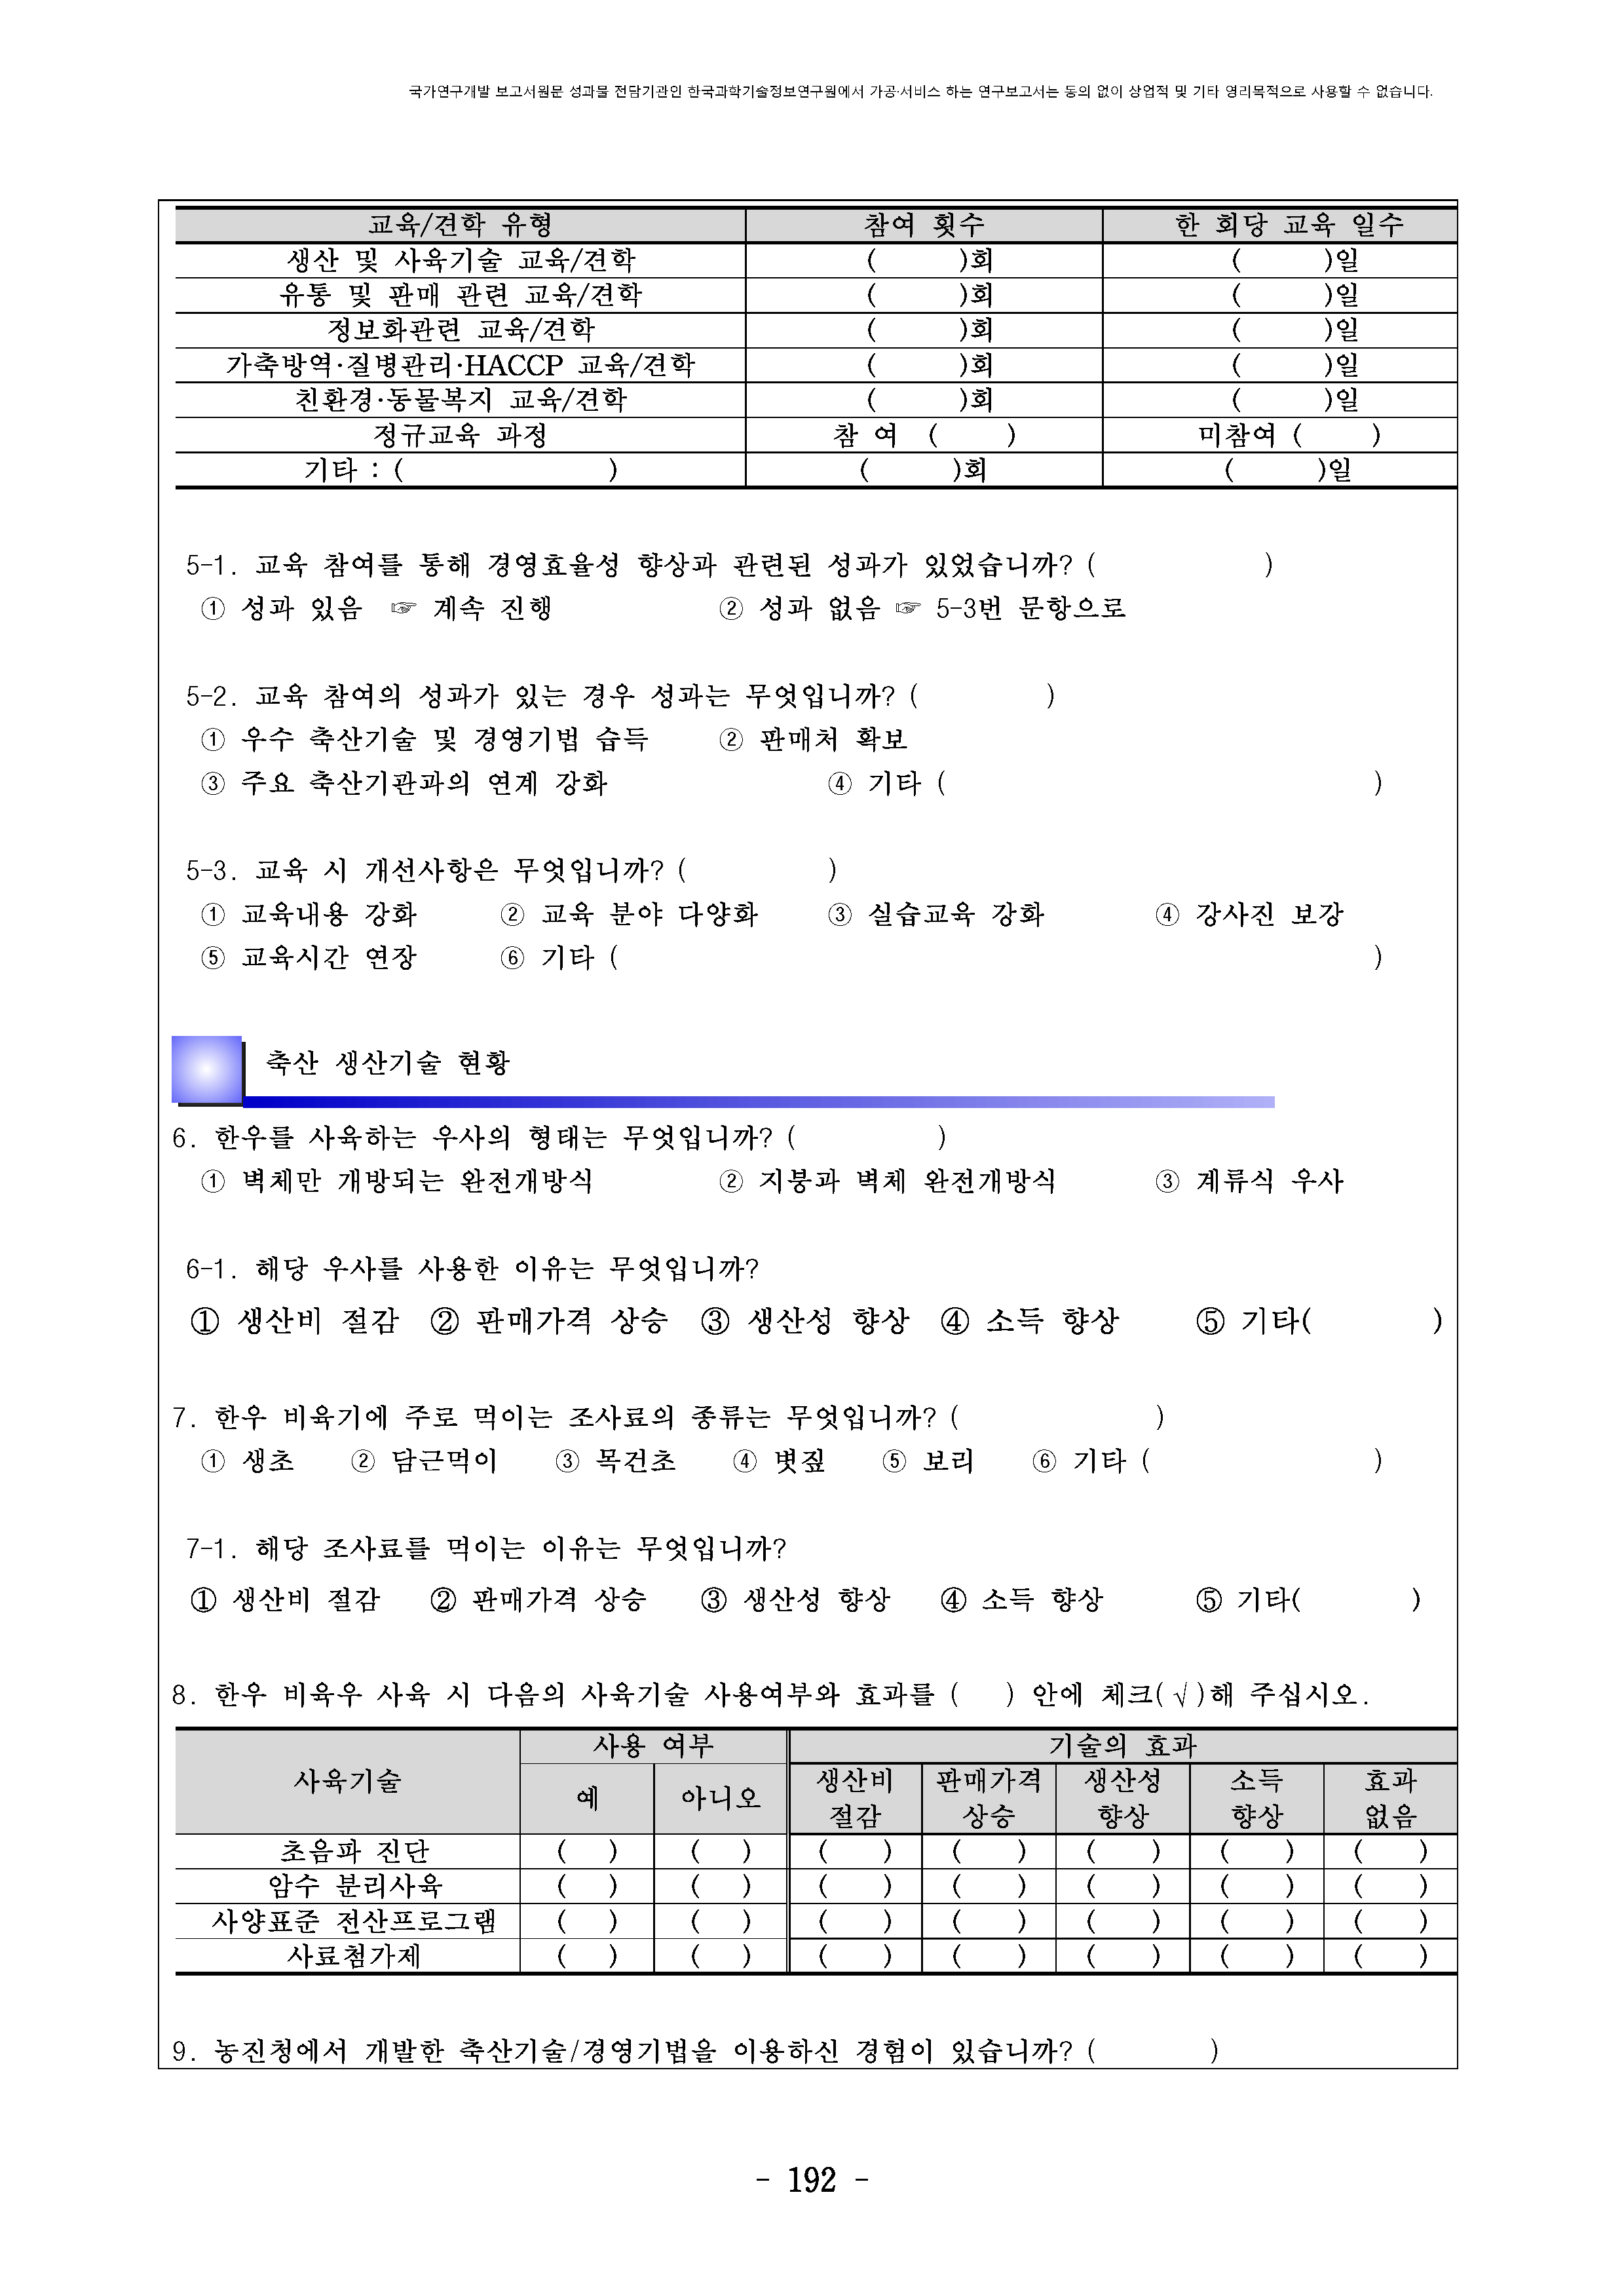 국가연구개발 보고서원문 성과물 전담기관인 한국과학기술정보연구원에서 가공·서비스 하는 연구보고서는 동의 없이 상업적 및 기타 영리목적으로 사용할 수 없습니다.
교육/견학 유형 참여 횟수 한 회당 교육 일수
생산 및 사육기술 교육/견학 ( )회 ( )일
유통 및 판매 관련 교육/견학 ( )회 ( )일
정보화관련 교육/견학 ( )회 ( )일
가축방역·질병관리·HACCP 교육/견학 ( )회 ( )일
친환경·동물복지 교육/견학 ( )회 ( )일
정규교육 과정 참 여 ( ) 미참여 ( )
기타 : ( ) ( )회 ( )일
5-1. 교육 참여를 통해 경영효율성 향상과 관련된 성과가 있었습니까? ( )
① 성과 있음 ☞ 계속 진행 ② 성과 없음 ☞ 5-3번 문항으로
5-2. 교육 참여의 성과가 있는 경우 성과는 무엇입니까? ( )
① 우수 축산기술 및 경영기법 습득 ② 판매처 확보
③ 주요 축산기관과의 연계 강화 ④ 기타 ( )
5-3. 교육 시 개선사항은 무엇입니까? ( )
① 교육내용 강화 ② 교육 분야 다양화 ③ 실습교육 강화 ④ 강사진 보강
⑤ 교육시간 연장 ⑥ 기타 ( )
축산 생산기술 현황
6. 한우를 사육하는 우사의 형태는 무엇입니까? ( )
① 벽체만 개방되는 완전개방식 ② 지붕과 벽체 완전개방식 ③ 계류식 우사
6-1. 해당 우사를 사용한 이유는 무엇입니까?
① 생산비 절감 ② 판매가격 상승 ③ 생산성 향상 ④ 소득 향상 ⑤ 기타( )
7. 한우 비육기에 주로 먹이는 조사료의 종류는 무엇입니까? ( )
① 생초 ② 담근먹이 ③ 목건초 ④ 볏짚 ⑤ 보리 ⑥ 기타 ( )
7-1. 해당 조사료를 먹이는 이유는 무엇입니까?
① 생산비 절감 ② 판매가격 상승 ③ 생산성 향상 ④ 소득 향상 ⑤ 기타( )
8. 한우 비육우 사육 시 다음의 사육기술 사용여부와 효과를 ( ) 안에 체크(√)해 주십시오.
사육기술 사용 여부 기술의 효과
예 아니오 생산비 절감 판매가격 상승 생산성 향상 소득 향상 효과 없음
초음파 진단 ( ) ( ) ( ) ( ) ( ) ( ) ( )
암수 분리사육 ( ) ( ) ( ) ( ) ( ) ( ) ( )
사양표준 전산프로그램 ( ) ( ) ( ) ( ) ( ) ( ) ( )
사료첨가제 ( ) ( ) ( ) ( ) ( ) ( ) ( )
9. 농진청에서 개발한 축산기술/경영기법을 이용하신 경험이 있습니까? ( )
- 192 -